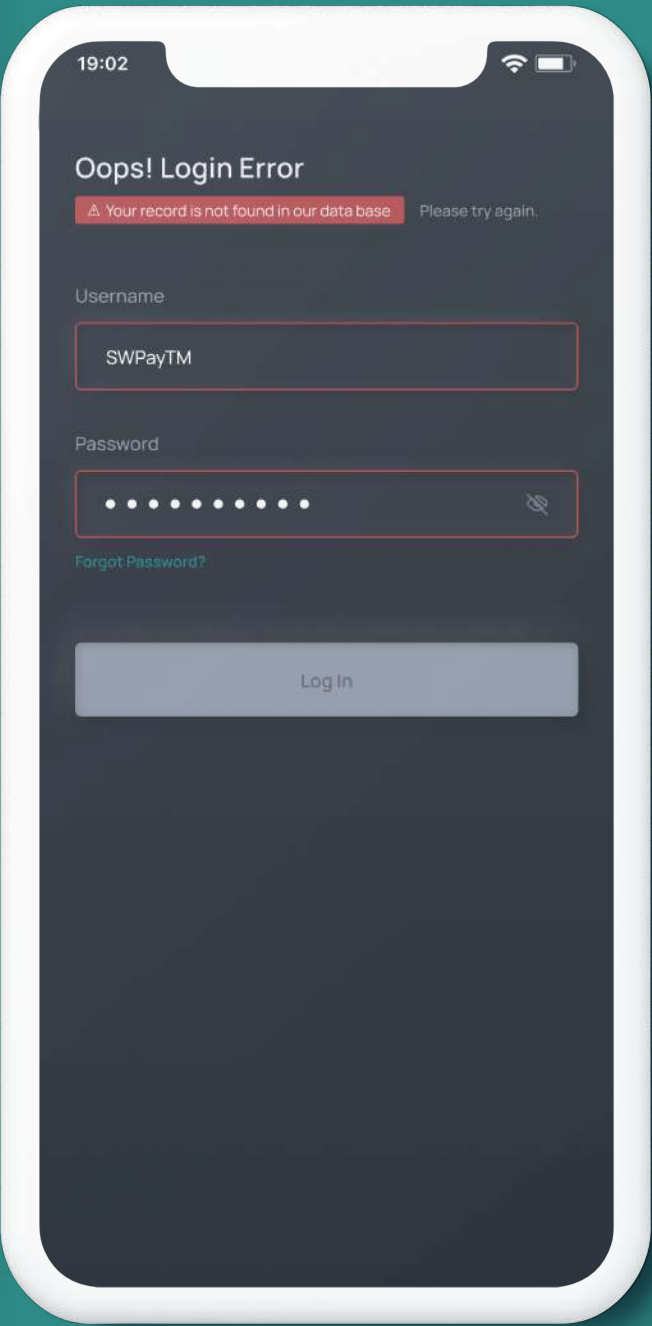 19:02
Oops! Login Error
⚠ Your record is not found in our data base Please try again.
Username
SWPayTM
Password
••••••••••
Forgot Password?
Log In